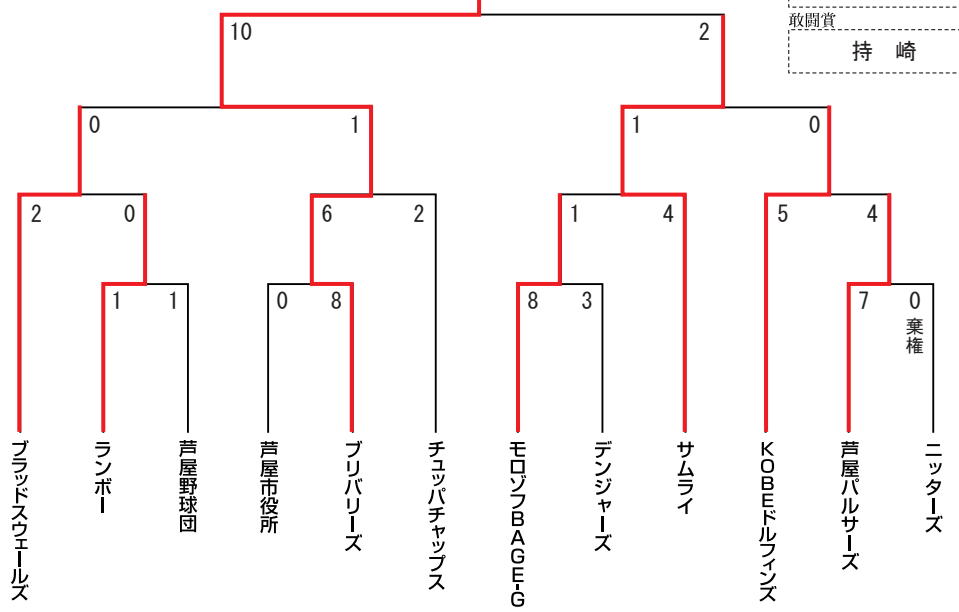 敢闘賞
持 崎
10 2
0 1 1 0
2 0 6 2 1 4 5 4
1 1 0 8 8 3 7 0
棄権
ブラッドスウェールズ
ランボー
芦屋野球団
芦屋市役所
ブリバリーズ
チュッパチャップス
モロゾフBAGE-G
デンジャーズ
サムライ
KOBEドルフィンズ
芦屋パルサーズ
ニッターズ